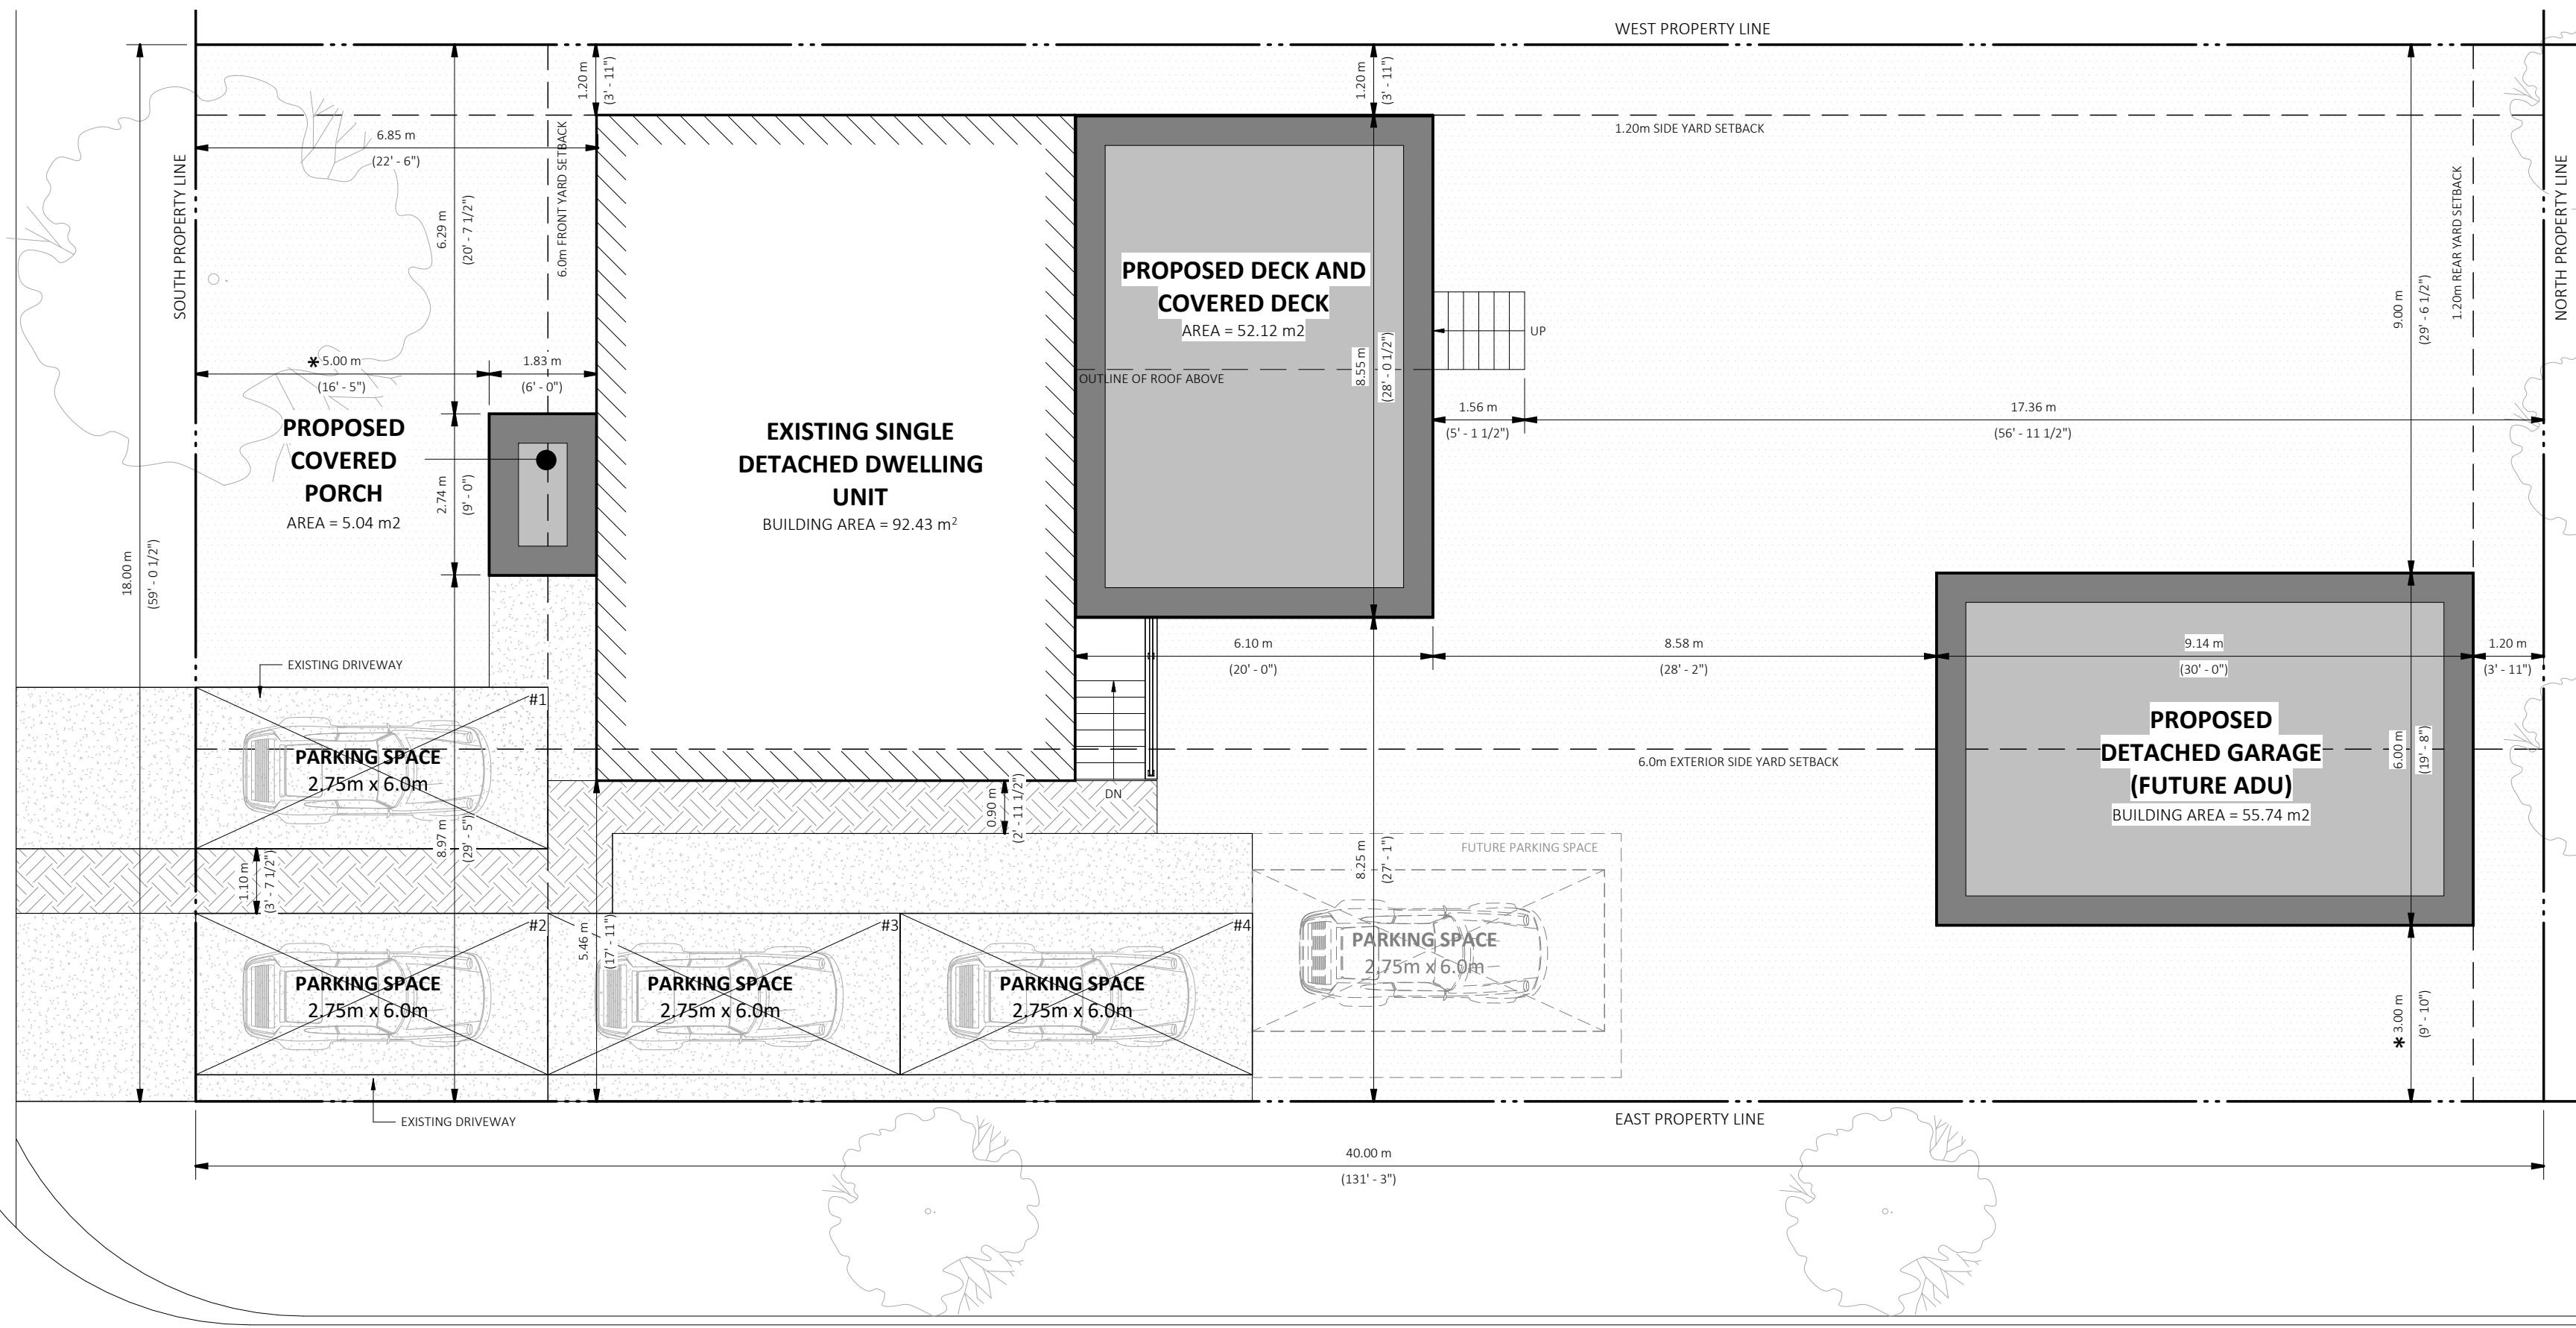 WEST PROPERTY LINE
1.20 m
(3' - 11")
1.20 m
(3' - 11")
6.85 m
(22' - 6")
6.0m FRONT YARD SETBACK
1.20m SIDE YARD SETBACK
SOUTH PROPERTY LINE
NORTH PROPERTY LINE
1.20m REAR YARD SETBACK
6.29 m
(20' - 7 1/2")
9.00 m
(29' - 6 1/2")
PROPOSED DECK AND
COVERED DECK
AREA = 52.12 m2
UP
* 5.00 m
(16' - 5")
1.83 m
(6' - 0")
OUTLINE OF ROOF ABOVE
8.55 m
(28' - 0 1/2")
1.56 m
(5' - 1 1/2")
17.36 m
(56' - 11 1/2")
PROPOSED
COVERED
PORCH
AREA = 5.04 m2
2.74 m
(9' - 0")
EXISTING SINGLE
DETACHED DWELLING
UNIT
BUILDING AREA = 92.43 m²
18.00 m
(59' - 0 1/2")
6.10 m
(20' - 0")
8.58 m
(28' - 2")
9.14 m
(30' - 0")
1.20 m
(3' - 11")
EXISTING DRIVEWAY
#1
PARKING SPACE
2.75m x 6.0m
PROPOSED
DETACHED GARAGE
(FUTURE ADU)
BUILDING AREA = 55.74 m2
6.00 m
(19' - 8")
6.0m EXTERIOR SIDE YARD SETBACK
DN
0.90 m
(2' - 11 1/2")
8.97 m
(29' - 5")
1.10 m
(3' - 7 1/2")
8.25 m
(27' - 1")
FUTURE PARKING SPACE
PARKING SPACE
2.75m x 6.0m
#2
PARKING SPACE
2.75m x 6.0m
5.46 m
(17' - 11")
#3
PARKING SPACE
2.75m x 6.0m
#4
PARKING SPACE
2.75m x 6.0m
* 3.00 m
(9' - 10")
EXISTING DRIVEWAY
EAST PROPERTY LINE
40.00 m
(131' - 3")